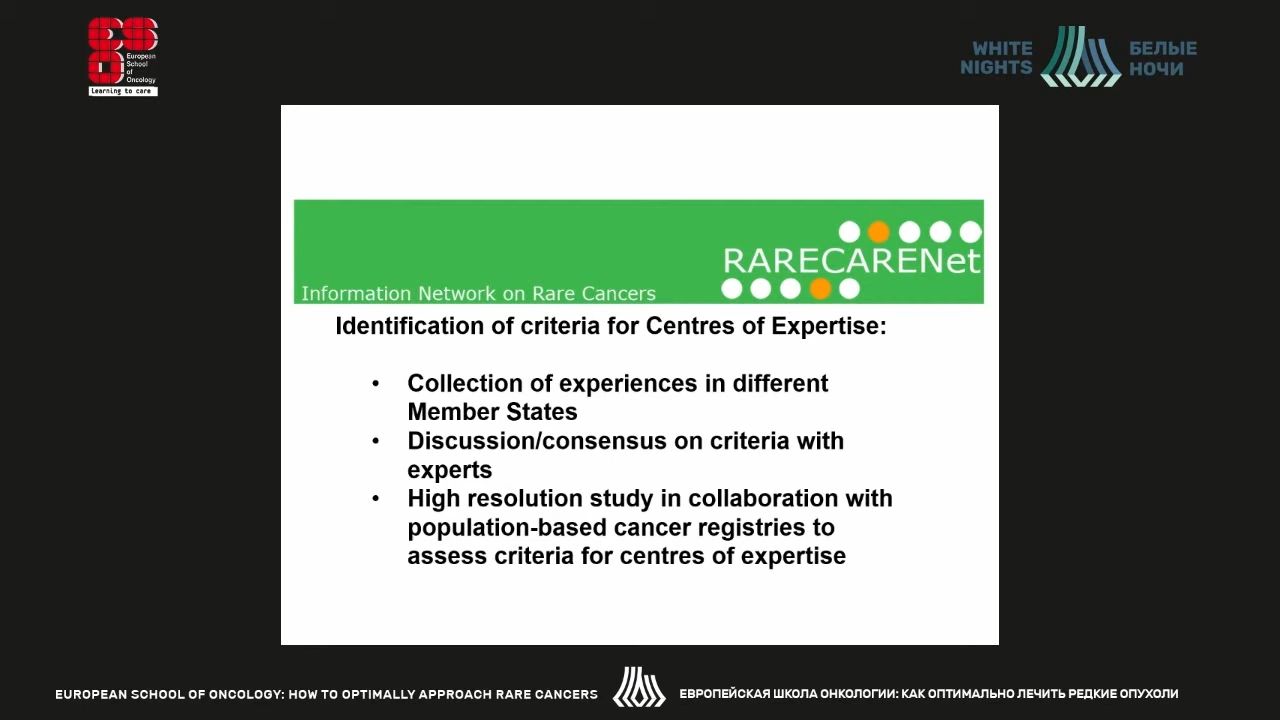 European
School
of
Oncology
Learning to care
WHITE
NIGHTS
БЕЛЫЕ
НОЧИ
RARECARENet
Information Network on Rare Cancers
Identification of criteria for Centres of Expertise:
• Collection of experiences in different
Member States
• Discussion/consensus on criteria with
experts
• High resolution study in collaboration with
population-based cancer registries to
assess criteria for centres of expertise
EUROPEAN SCHOOL OF ONCOLOGY: HOW TO OPTIMALLY APPROACH RARE CANCERS
ЕВРОПЕЙСКАЯ ШКОЛА ОНКОЛОГИИ: КАК ОПТИМАЛЬНО ЛЕЧИТЬ РЕДКИЕ ОПУХОЛИ